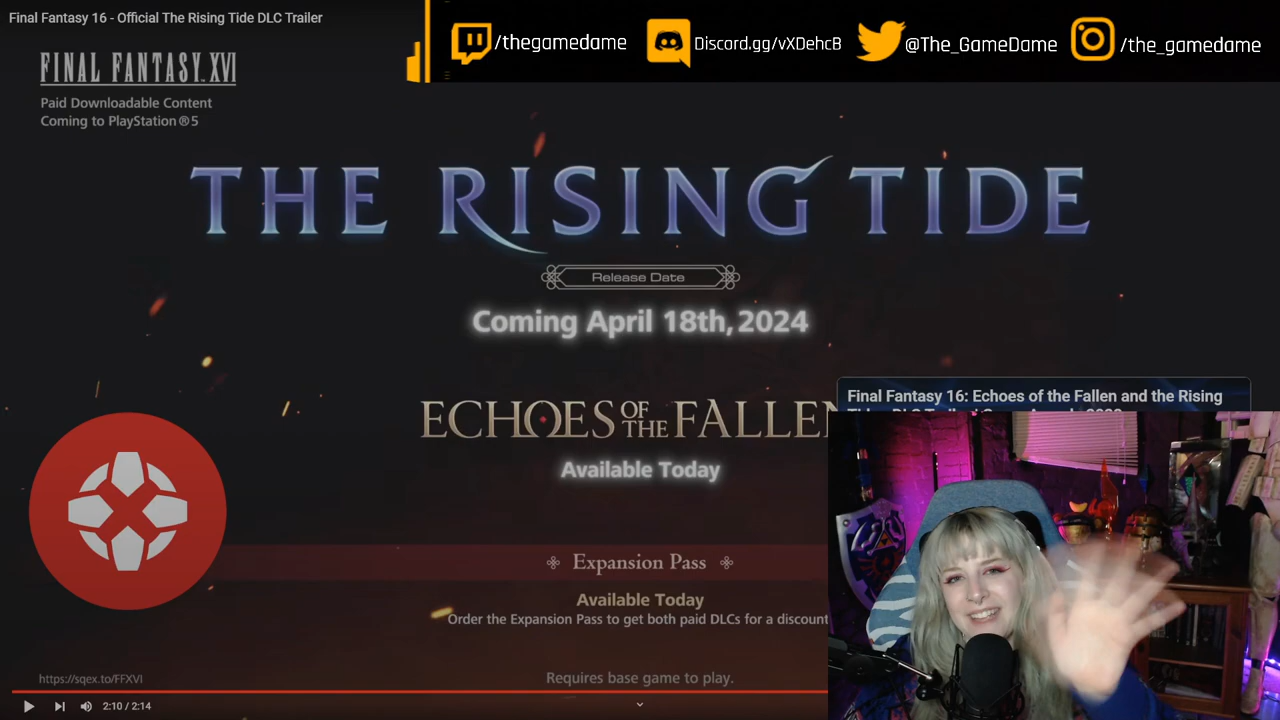 Final Fantasy 16 - Official The Rising Tide DLC Trailer
/thegamedame
Discord.gg/vXDehcB
@The_GameDame
/the_gamedame
FINAL FANTASY XVI
Paid Downloadable Content
Coming to PlayStation®5
THE RISING TIDE
Release Date
Coming April 18th, 2024
Final Fantasy 16: Echoes of the Fallen and the Rising
ECHOES OF THE FALLEN
Available Today
Expansion Pass
Available Today
Order the Expansion Pass to get both paid DLCs for a discount
https://sqex.to/FFXVI
Requires base game to play.
2:10 / 2:14